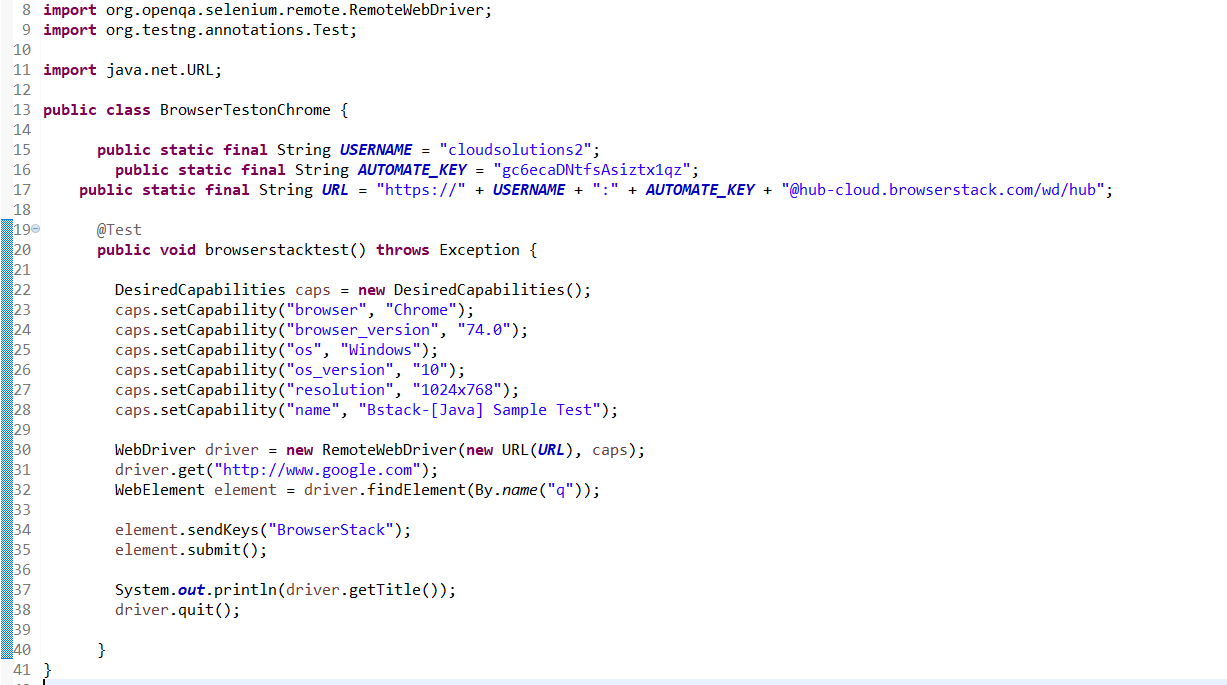 8 import org.openqa.selenium.remote.RemoteWebDriver;
9 import org.testng.annotations.Test;
10
11 import java.net.URL;
12
13 public class BrowserTestonChrome {
14
15 public static final String USERNAME = "cloudsolutions2";
16 public static final String AUTOMATE_KEY = "gc6ecaDNtfsAsiztx1qz";
17 public static final String URL = "https://" + USERNAME + ":" + AUTOMATE_KEY + "@hub-cloud.browserstack.com/wd/hub";
18
19 @Test
20 public void browserstacktest() throws Exception {
21
22 DesiredCapabilities caps = new DesiredCapabilities();
23 caps.setCapability("browser", "Chrome");
24 caps.setCapability("browser_version", "74.0");
25 caps.setCapability("os", "Windows");
26 caps.setCapability("os_version", "10");
27 caps.setCapability("resolution", "1024x768");
28 caps.setCapability("name", "Bstack-[Java] Sample Test");
29
30 WebDriver driver = new RemoteWebDriver(new URL(URL), caps);
31 driver.get("http://www.google.com");
32 WebElement element = driver.findElement(By.name("q"));
33
34 element.sendKeys("BrowserStack");
35 element.submit();
36
37 System.out.println(driver.getTitle());
38 driver.quit();
39
40 }
41 }